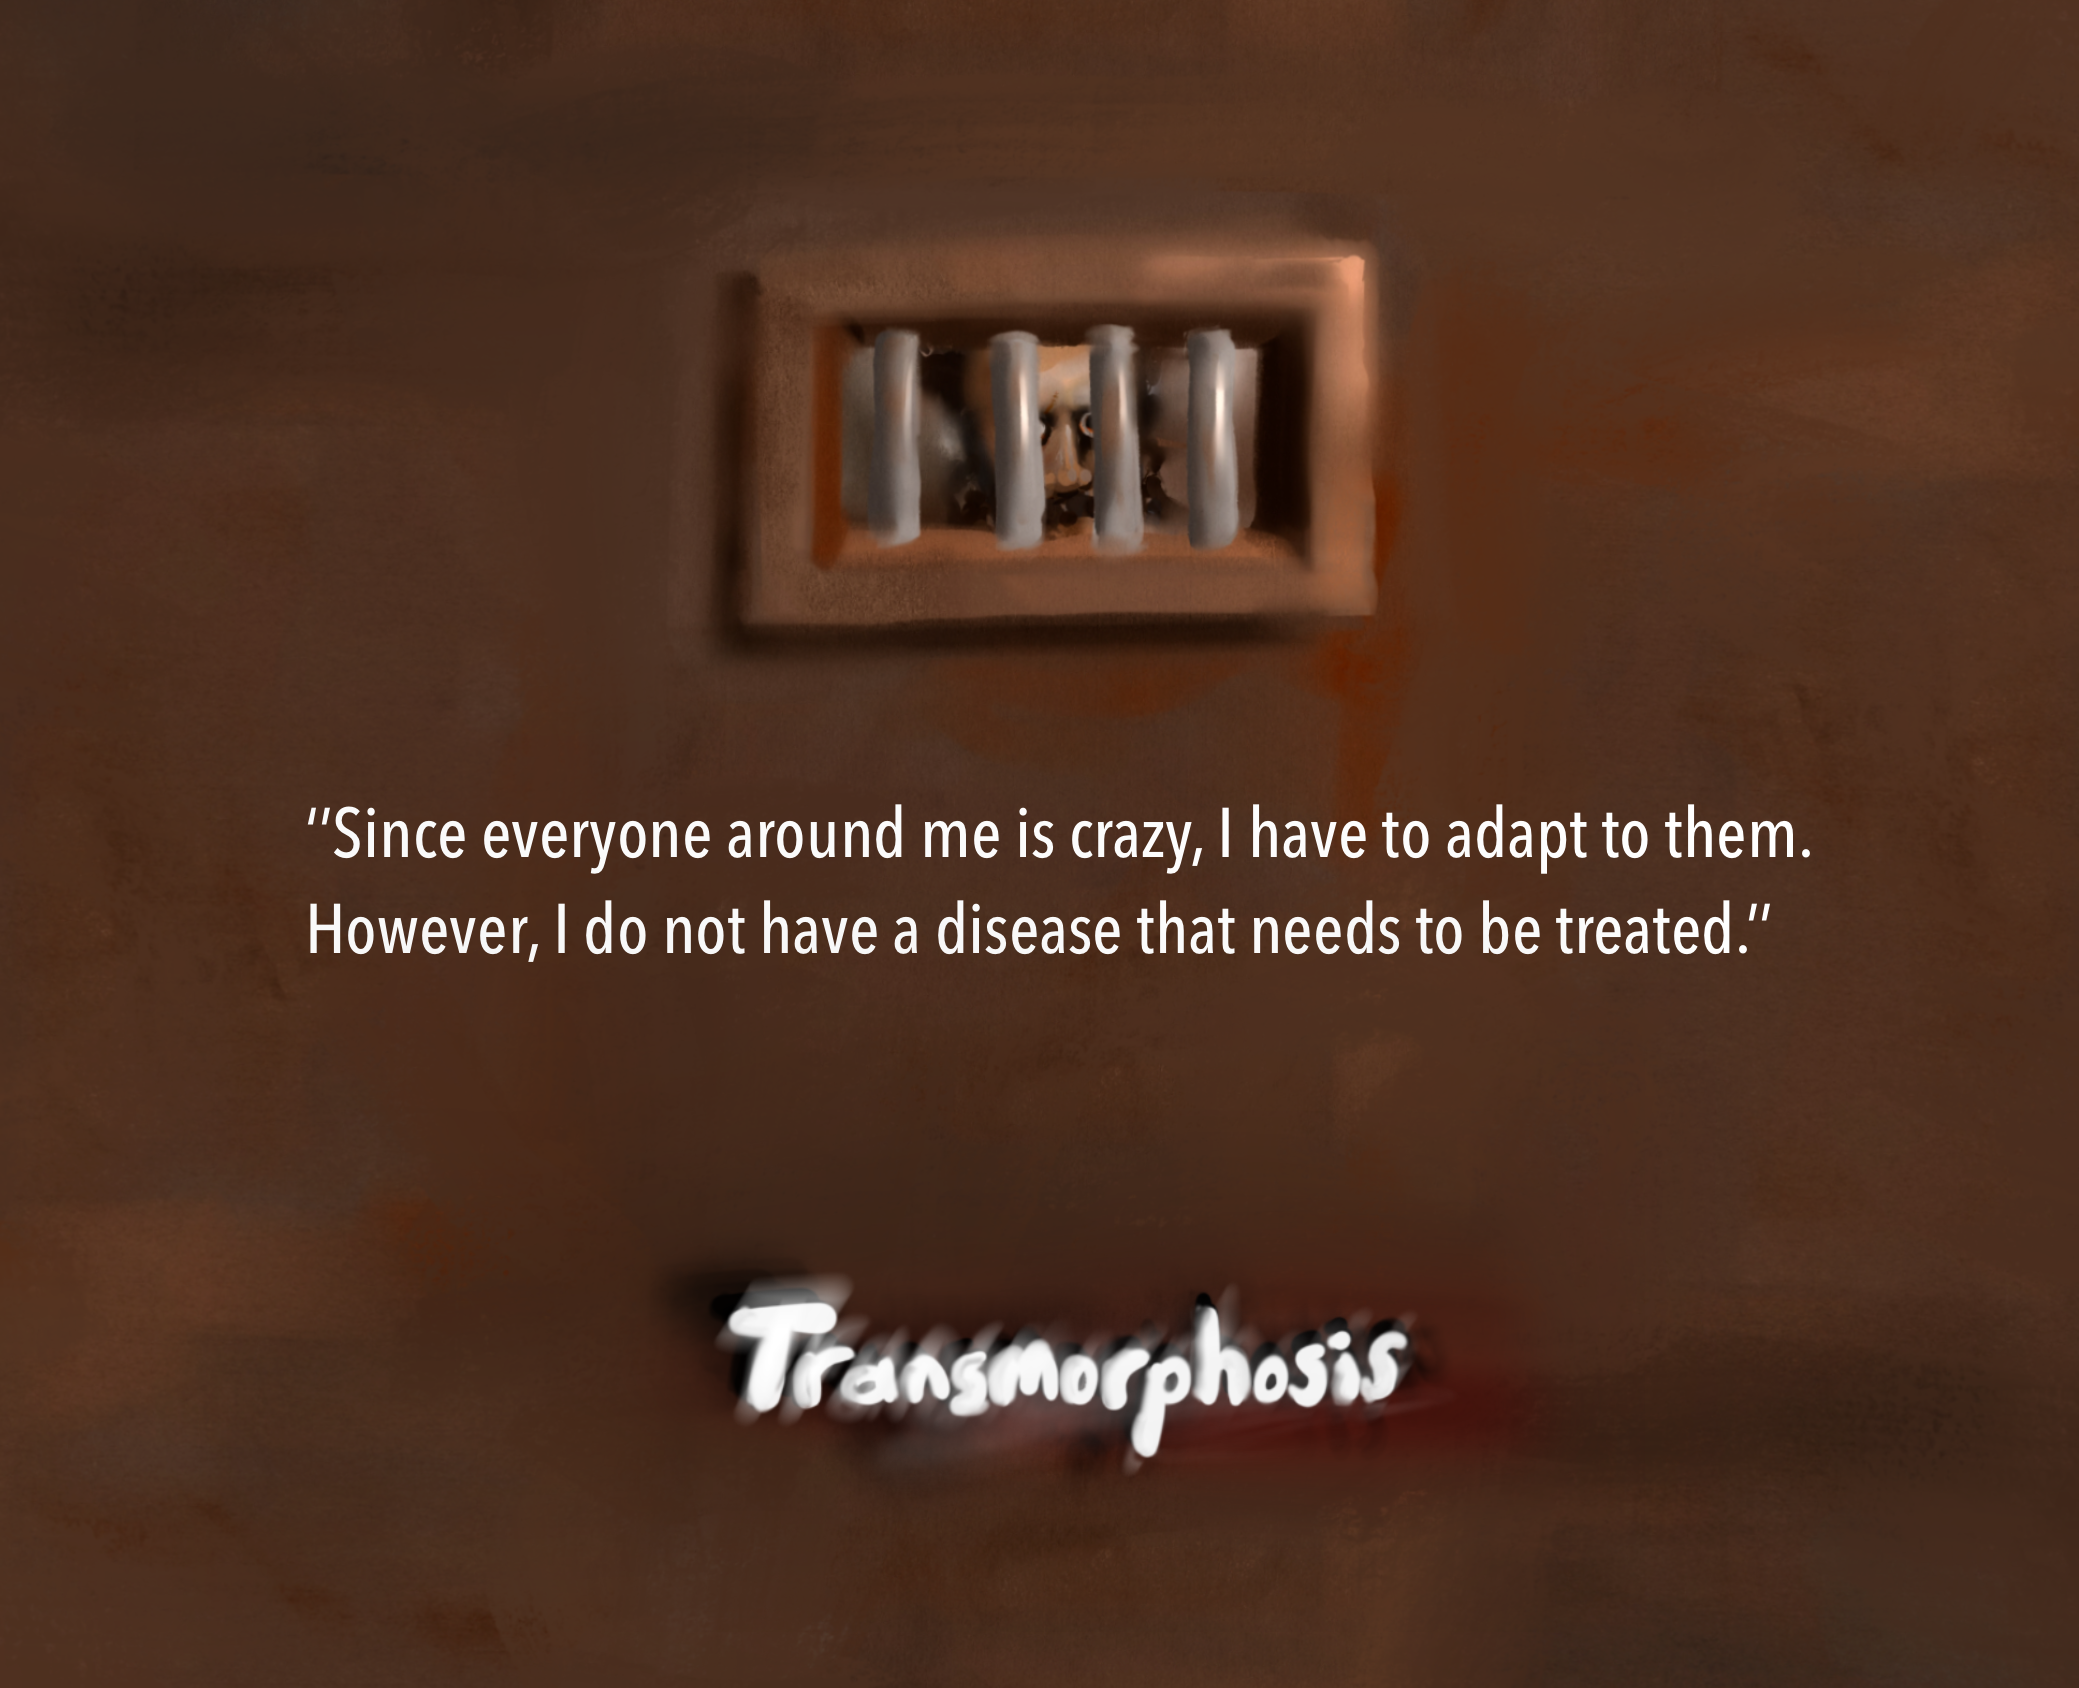 “Since everyone around me is crazy, I have to adapt to them.
However, I do not have a disease that needs to be treated.”
Transmorphosis